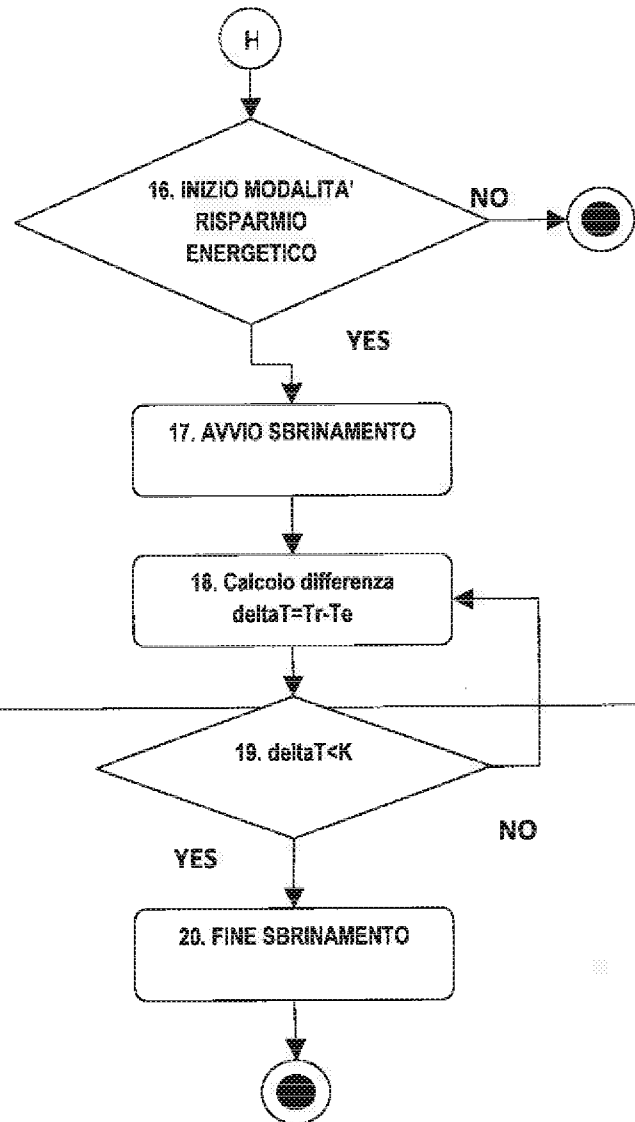 H
16. INIZIO MODALITA'
RISPARMIO
ENERGETICO
NO
YES
17. AVVIO SBRINAMENTO
18. Calcolo differenza
deltaT=Tr-Te
19. deltaT<K
NO
YES
20. FINE SBRINAMENTO